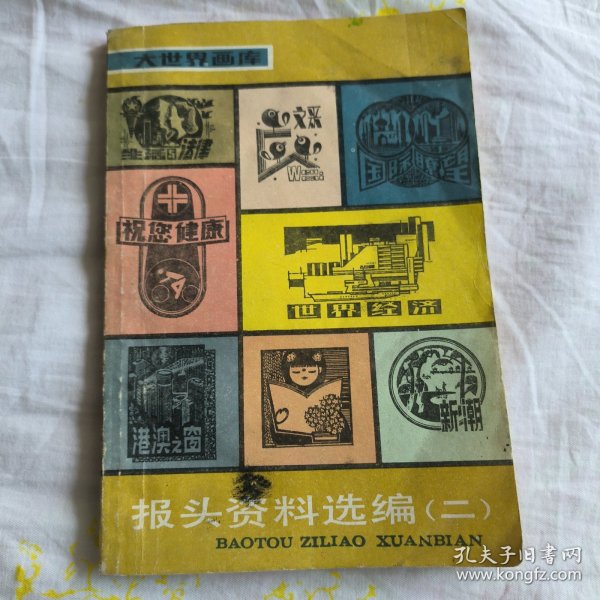 大世界画库
法律
文采
国际瞭望
祝您健康
世界经济
港澳之窗
新潮
报头资料选编(二)
BAOTOU ZILIAO XUANBIAN
孔夫子旧书网
www.kongfz.com